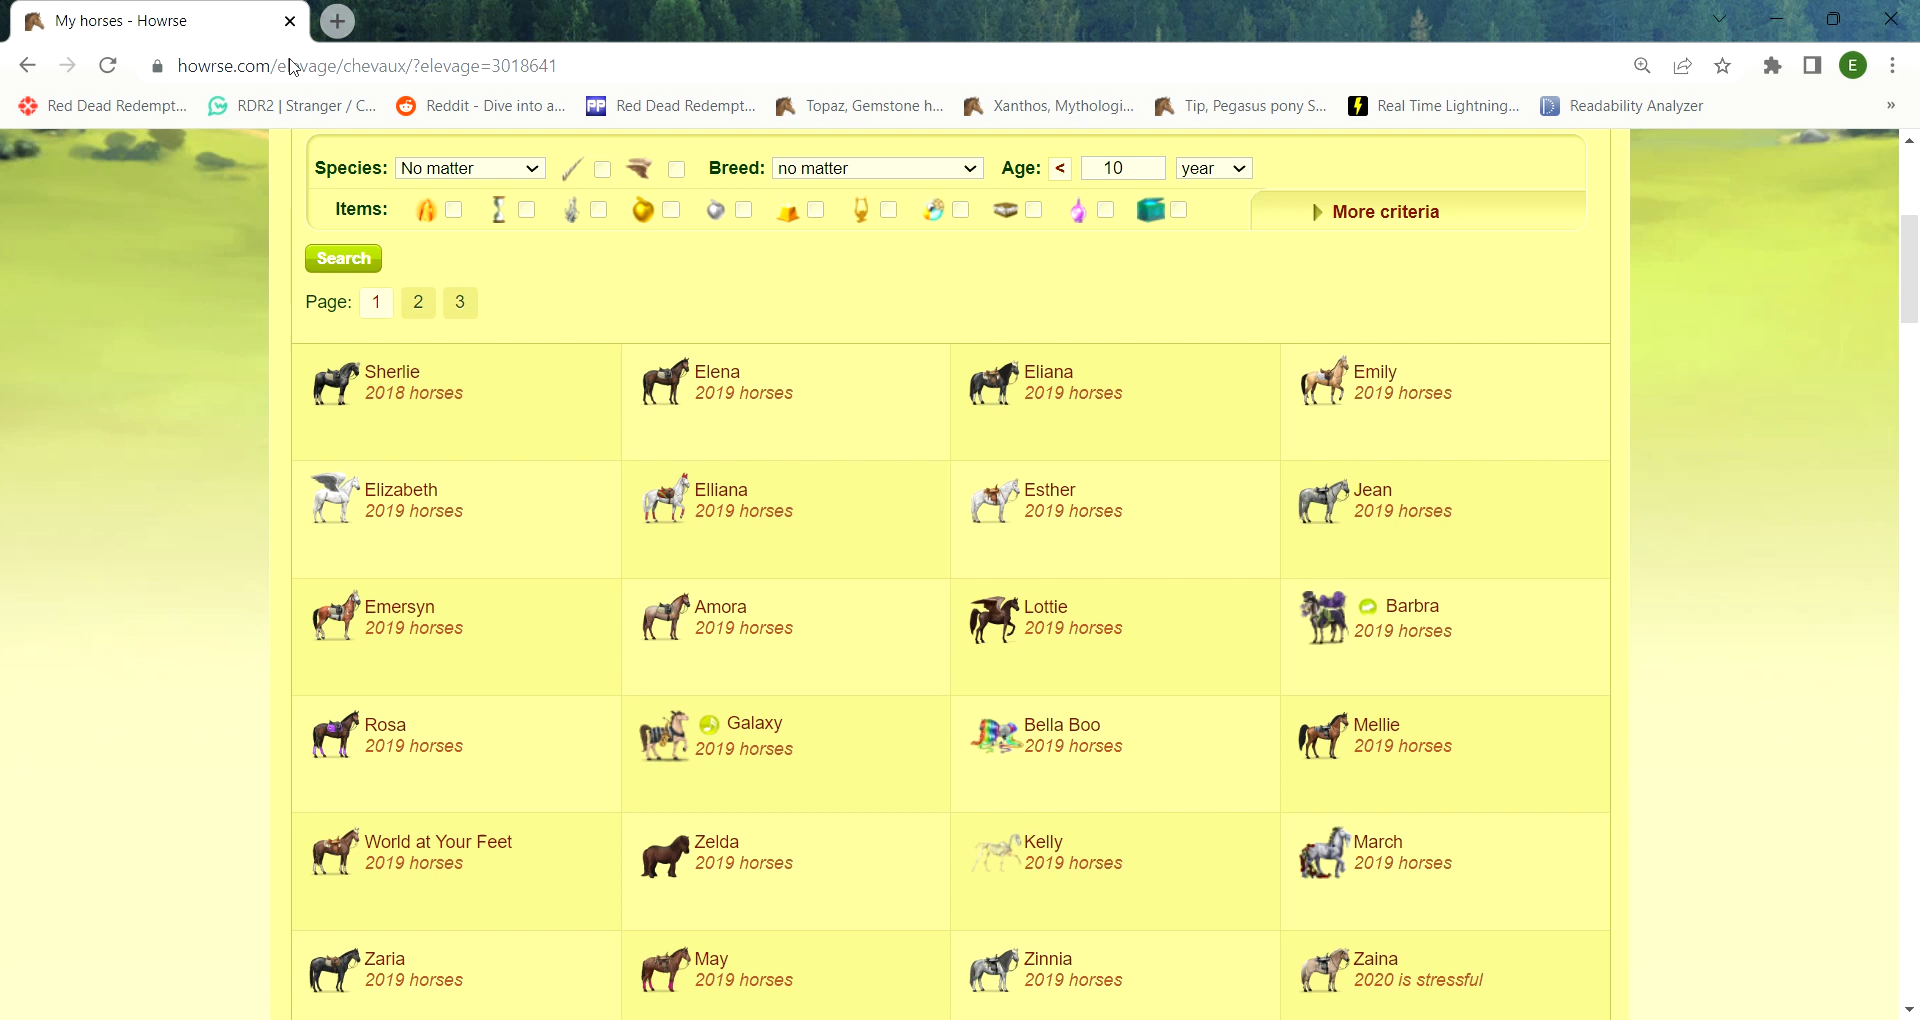 My horses - Howrse
howrse.com/elevage/chevaux/?elevage=3018641
E
Red Dead Redempt... RDR2 | Stranger / C... Reddit - Dive into a... PP Red Dead Redempt... Topaz, Gemstone h... Xanthos, Mythologi... Tip, Pegasus pony S... Real Time Lightning... Readability Analyzer »
Species: No matter Breed: no matter Age: < 10 year
Items: More criteria
Search
Page: 1 2 3
Sherlie Elena Eliana Emily
2018 horses 2019 horses 2019 horses 2019 horses
Elizabeth Elliana Esther Jean
2019 horses 2019 horses 2019 horses 2019 horses
Emersyn Amora Lottie Barbra
2019 horses 2019 horses 2019 horses 2019 horses
Rosa Galaxy Bella Boo Mellie
2019 horses 2019 horses 2019 horses 2019 horses
World at Your Feet Zelda Kelly March
2019 horses 2019 horses 2019 horses 2019 horses
Zaria May Zinnia Zaina
2019 horses 2019 horses 2019 horses 2020 is stressful